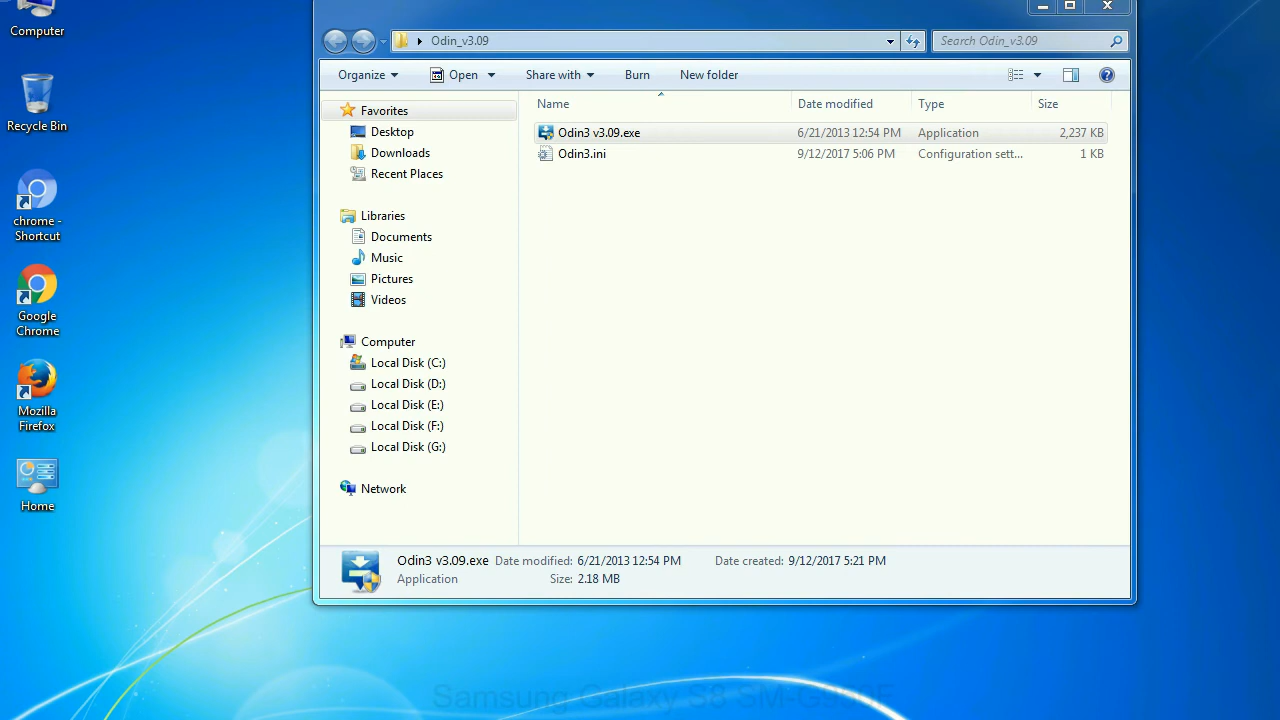 Computer
Recycle Bin
chrome -
Shortcut
Google
Chrome
Mozilla
Firefox
Home
Odin_v3.09
Search Odin_v3.09
Organize
Open
Share with
Burn
New folder
Favorites
Desktop
Downloads
Recent Places
Libraries
Documents
Music
Pictures
Videos
Computer
Local Disk (C:)
Local Disk (D:)
Local Disk (E:)
Local Disk (F:)
Local Disk (G:)
Network
Name Date modified Type Size
Odin3 v3.09.exe 6/21/2013 12:54 PM Application 2,237 KB
Odin3.ini 9/12/2017 5:06 PM Configuration sett... 1 KB
Odin3 v3.09.exe Date modified: 6/21/2013 12:54 PM Date created: 9/12/2017 5:21 PM
Application Size: 2.18 MB
Samsung Galaxy S8